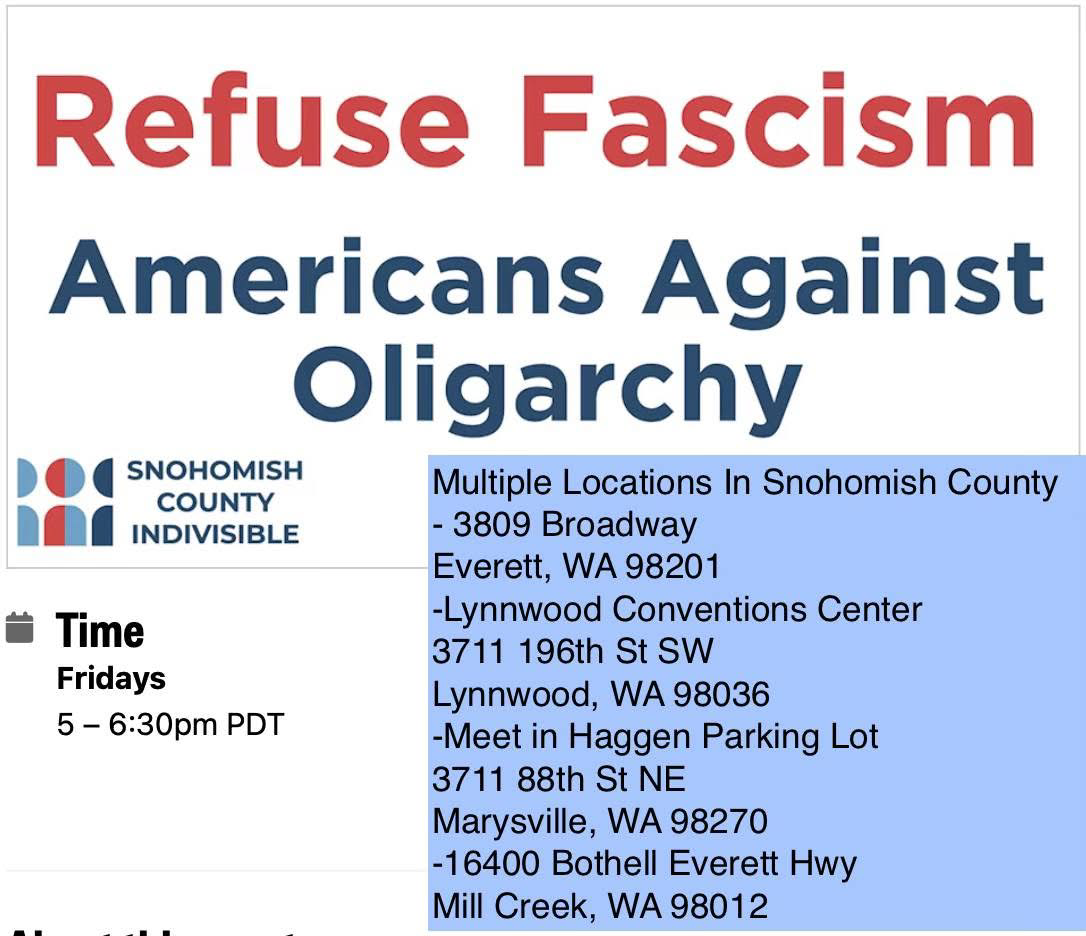 Refuse Fascism
Americans Against
Oligarchy
SNOHOMISH
COUNTY
INDIVISIBLE
Time
Fridays
5 – 6:30pm PDT
Multiple Locations In Snohomish County
- 3809 Broadway
Everett, WA 98201
-Lynnwood Conventions Center
3711 196th St SW
Lynnwood, WA 98036
-Meet in Haggen Parking Lot
3711 88th St NE
Marysville, WA 98270
-16400 Bothell Everett Hwy
Mill Creek, WA 98012